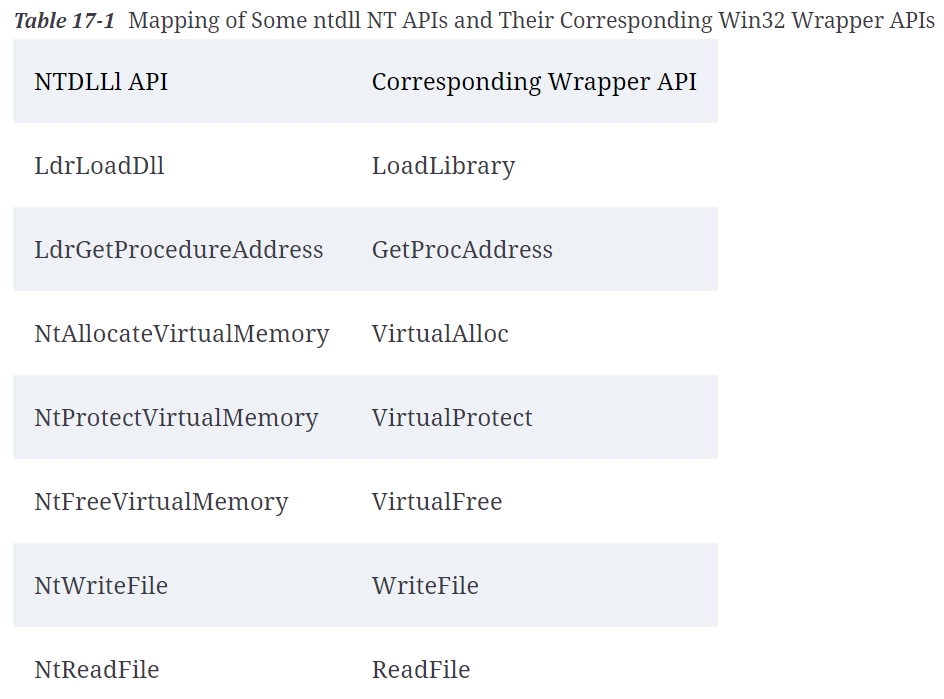 Table 17-1 Mapping of Some ntdll NT APIs and Their Corresponding Win32 Wrapper APIs
NTDLLl API Corresponding Wrapper API
LdrLoadDll LoadLibrary
LdrGetProcedureAddress GetProcAddress
NtAllocateVirtualMemory VirtualAlloc
NtProtectVirtualMemory VirtualProtect
NtFreeVirtualMemory VirtualFree
NtWriteFile WriteFile
NtReadFile ReadFile